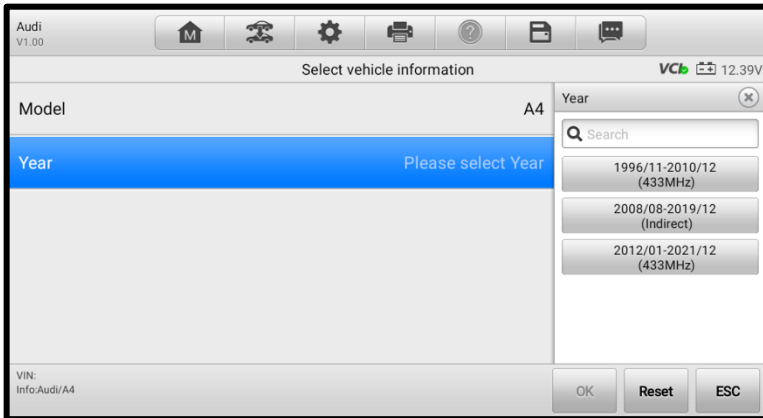 Audi
V1.00
M
Select vehicle information
VCI 12.39V
Model A4
Year Please select Year
Year
Search
1996/11-2010/12
(433MHz)
2008/08-2019/12
(Indirect)
2012/01-2021/12
(433MHz)
VIN:
Info:Audi/A4
OK Reset ESC